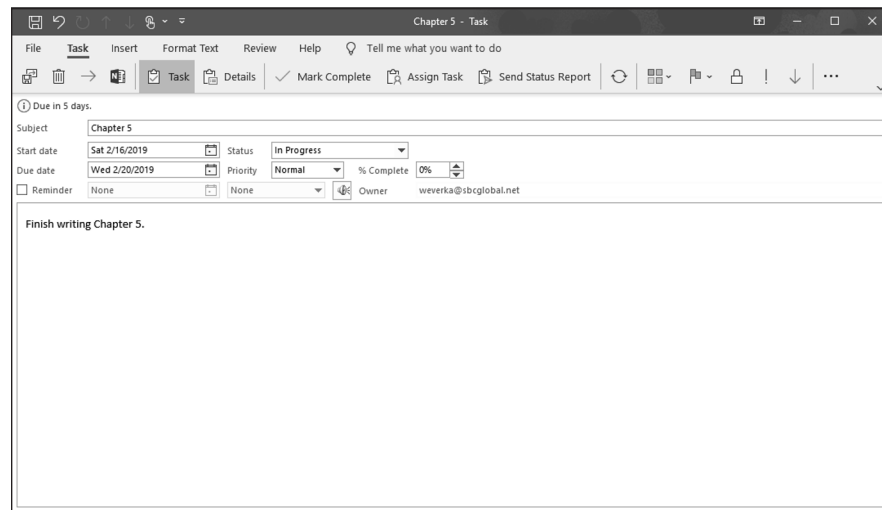 Chapter 5 - Task
File Task Insert Format Text Review Help Tell me what you want to do
Task Details Mark Complete Assign Task Send Status Report
Due in 5 days.
Subject Chapter 5
Start date Sat 2/16/2019 Status In Progress
Due date Wed 2/20/2019 Priority Normal % Complete 0%
Reminder None None Owner weverka@sbcglobal.net
Finish writing Chapter 5.